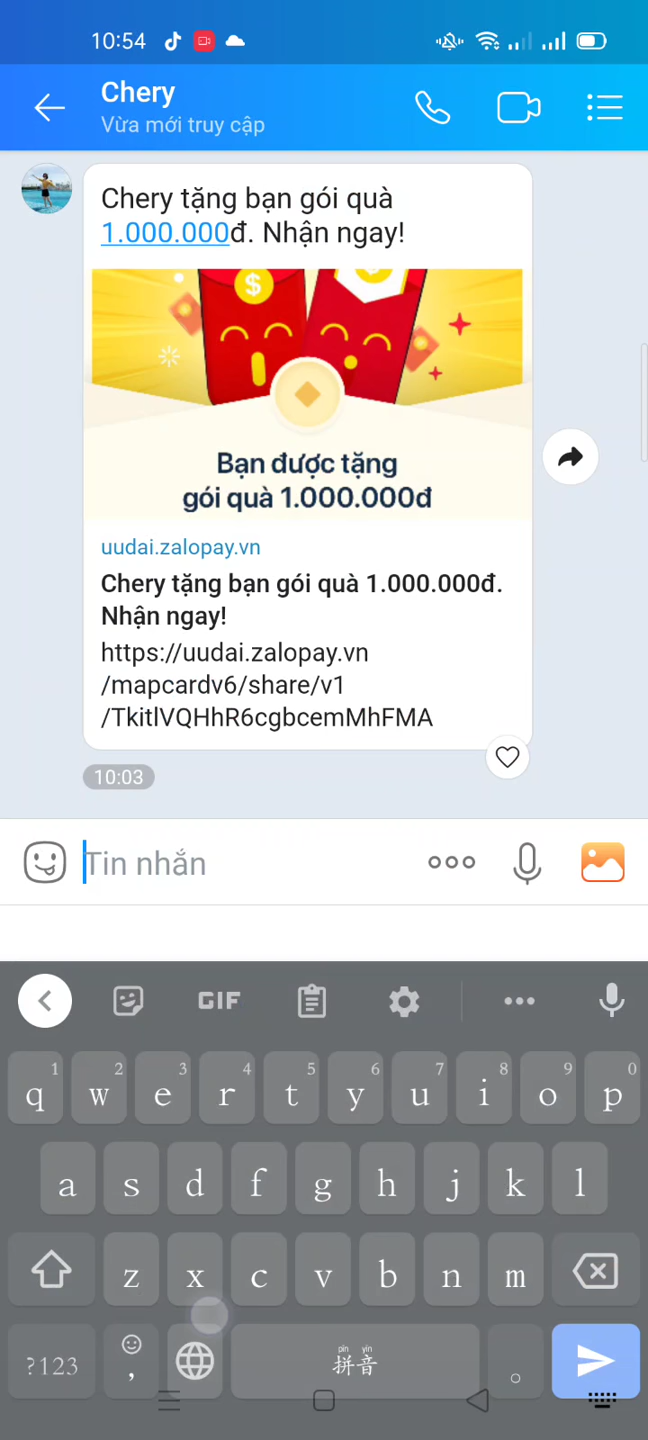 10:54
Chery
Vừa mới truy cập
Chery tặng bạn gói quà
1.000.000đ. Nhận ngay!
$
$
Bạn được tặng
gói quà 1.000.000đ
uudai.zalopay.vn
Chery tặng bạn gói quà 1.000.000đ.
Nhận ngay!
https://uudai.zalopay.vn
/mapcardv6/share/v1
/TkitlVQHhR6cgbcemMhFMA
10:03
Tin nhắn
GIF
1 2 3 4 5 6 7 8 9 0
q w e r t y u i o p
a s d f g h j k l
z x c v b n m
pīn yīn
?123 , 拼音 。